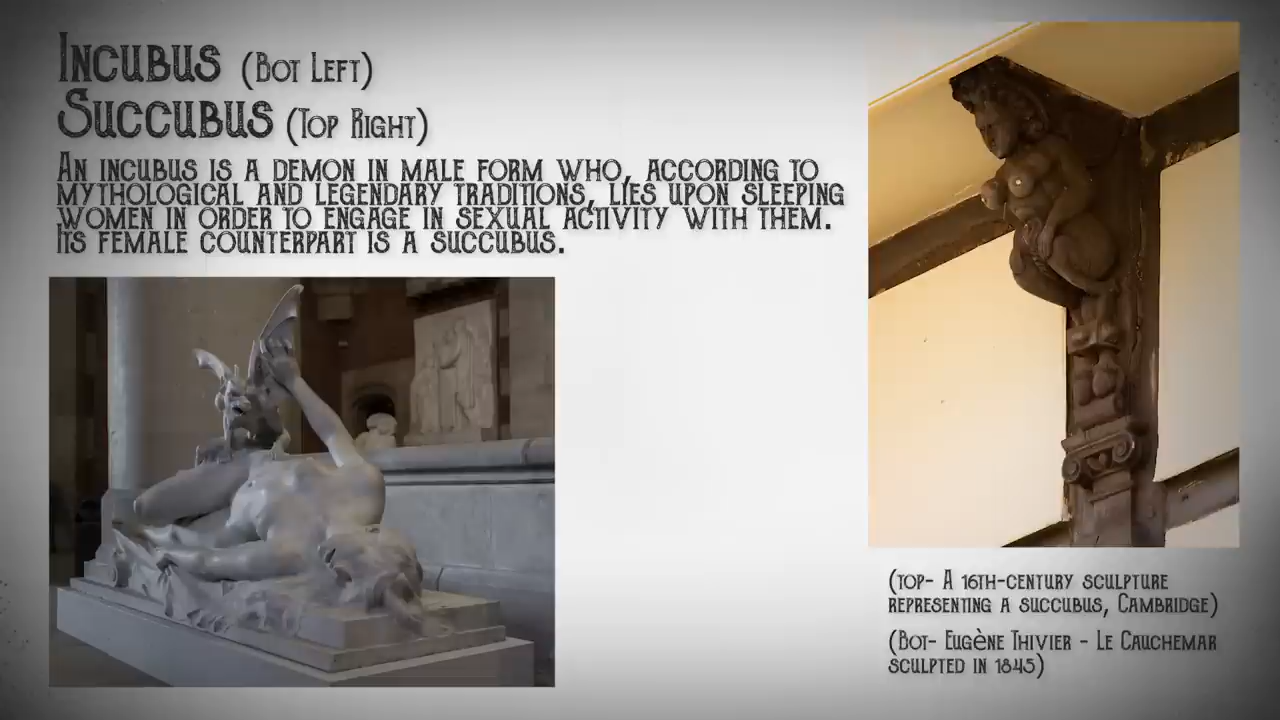 Incubus (Bot Left)
Succubus (Top Right)
An incubus is a demon in male form who, according to
mythological and legendary traditions, lies upon sleeping
women in order to engage in sexual activity with them.
Its female counterpart is a succubus.
(top- A 16th-century sculpture
representing a succubus, Cambridge)
(Bot- Eugène Thivier - Le Cauchemar
sculpted in 1845)